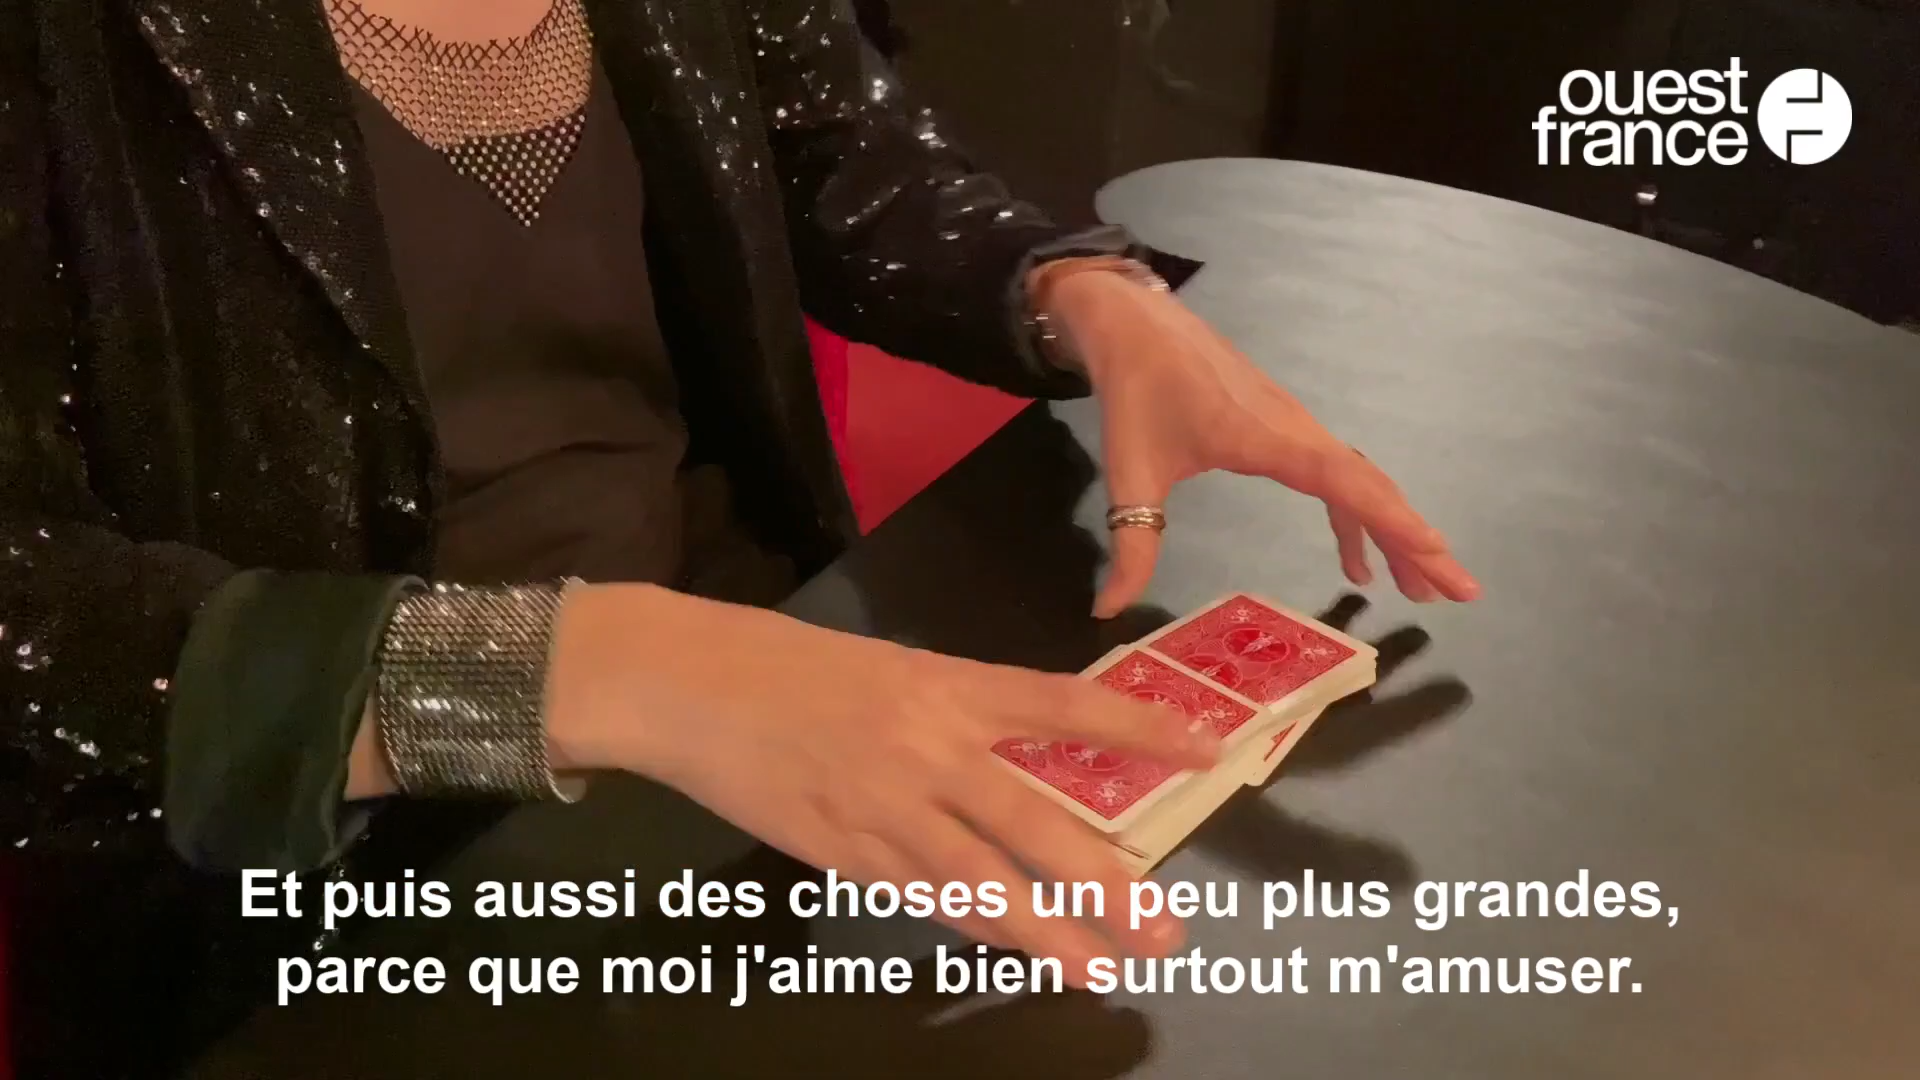 ouest
france
Et puis aussi des choses un peu plus grandes,
parce que moi j'aime bien surtout m'amuser.